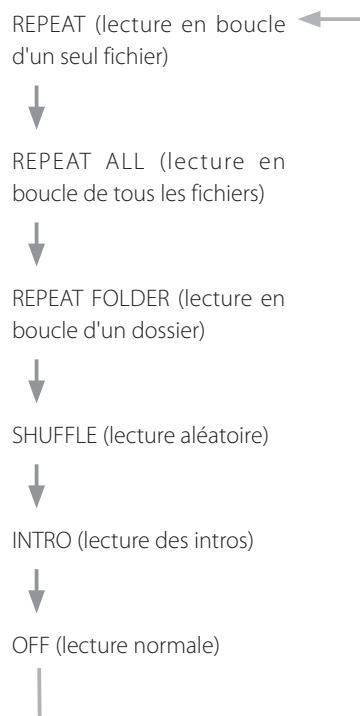 REPEAT (lecture en boucle
d'un seul fichier)
REPEAT ALL (lecture en
boucle de tous les fichiers)
REPEAT FOLDER (lecture en
boucle d'un dossier)
SHUFFLE (lecture aléatoire)
INTRO (lecture des intros)
OFF (lecture normale)